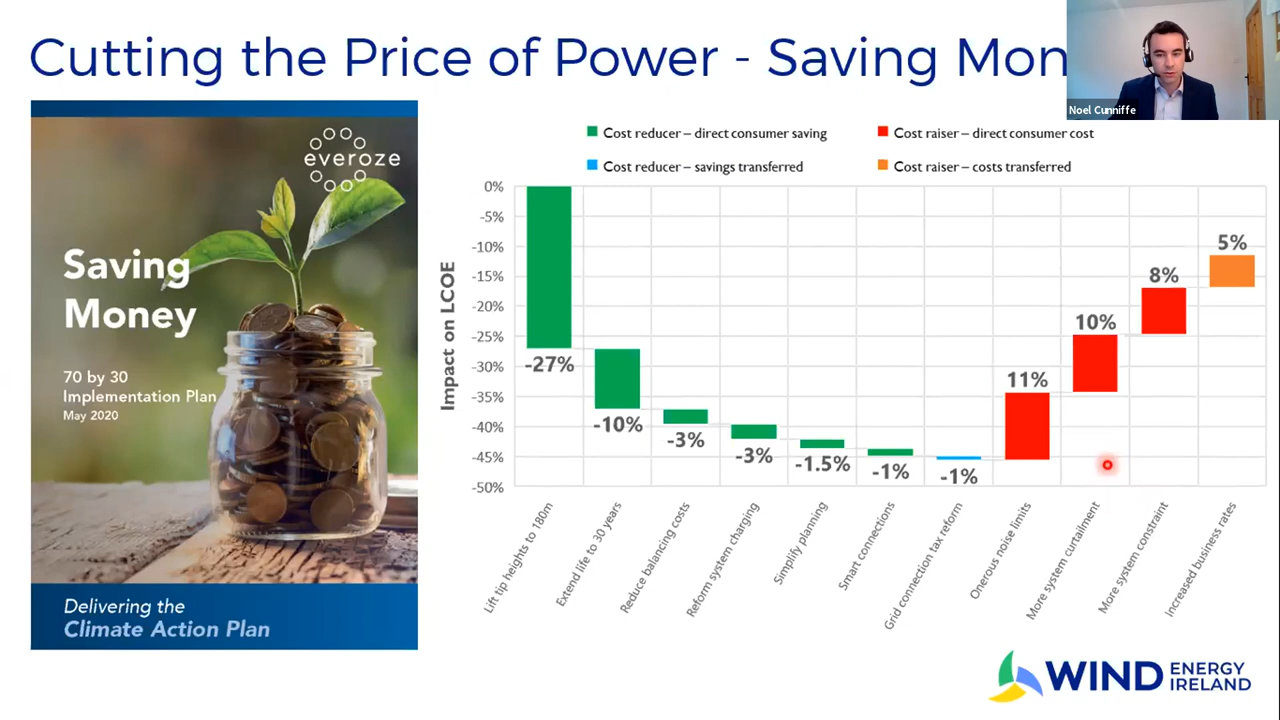 Cutting the Price of Power - Saving Mon
Noel Cunniffe
everoze
Saving
Money
70 by 30
Implementation Plan
May 2020
Delivering the
Climate Action Plan
Cost reducer – direct consumer saving
Cost raiser – direct consumer cost
Cost reducer – savings transferred
Cost raiser – costs transferred
Impact on LCOE
0%
-5%
-10%
-15%
-20%
-25%
-30%
-35%
-40%
-45%
-50%
-27%
-10%
-3%
-3%
-1.5%
-1%
-1%
11%
10%
8%
5%
Lift tip heights to 180m
Extend life to 30 years
Reduce balancing costs
Reform system charging
Simplify planning
Smart connections
Grid connection tax reform
Onerous noise limits
More system curtailment
More system constraint
Increased business rates
WIND ENERGY
IRELAND